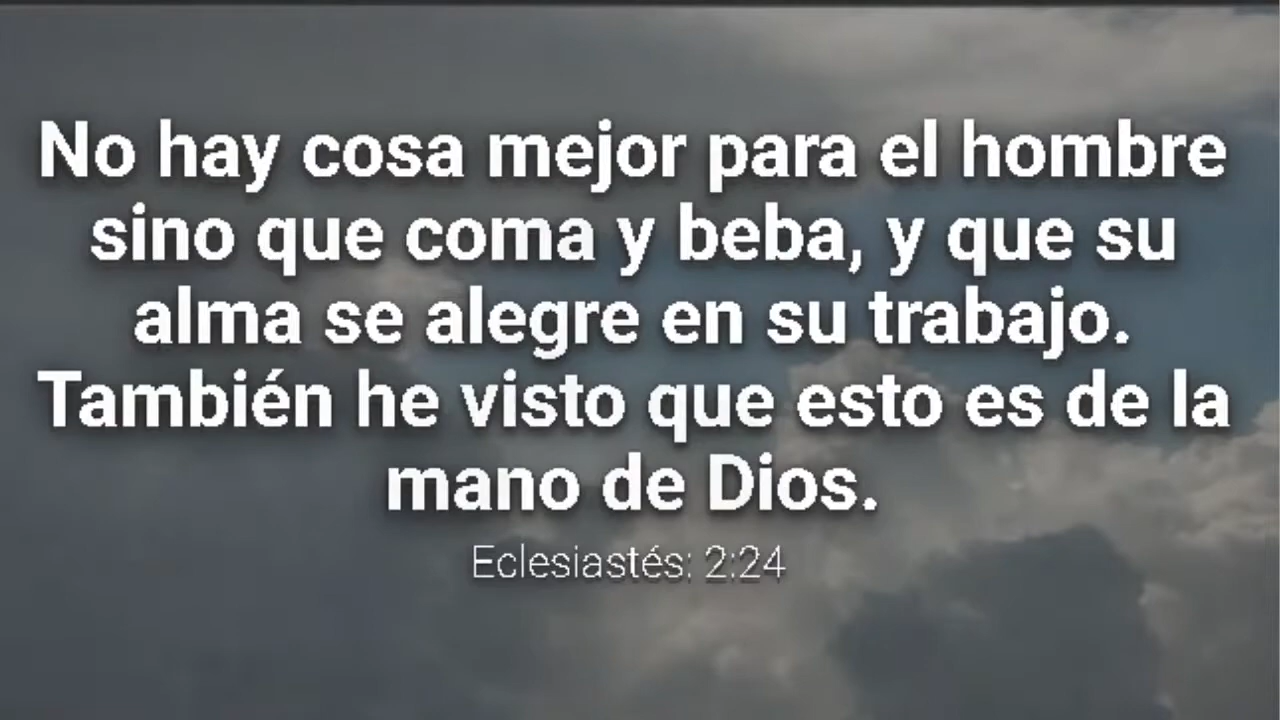 No hay cosa mejor para el hombre
sino que coma y beba, y que su
alma se alegre en su trabajo.
También he visto que esto es de la
mano de Dios.
Eclesiastés: 2:24